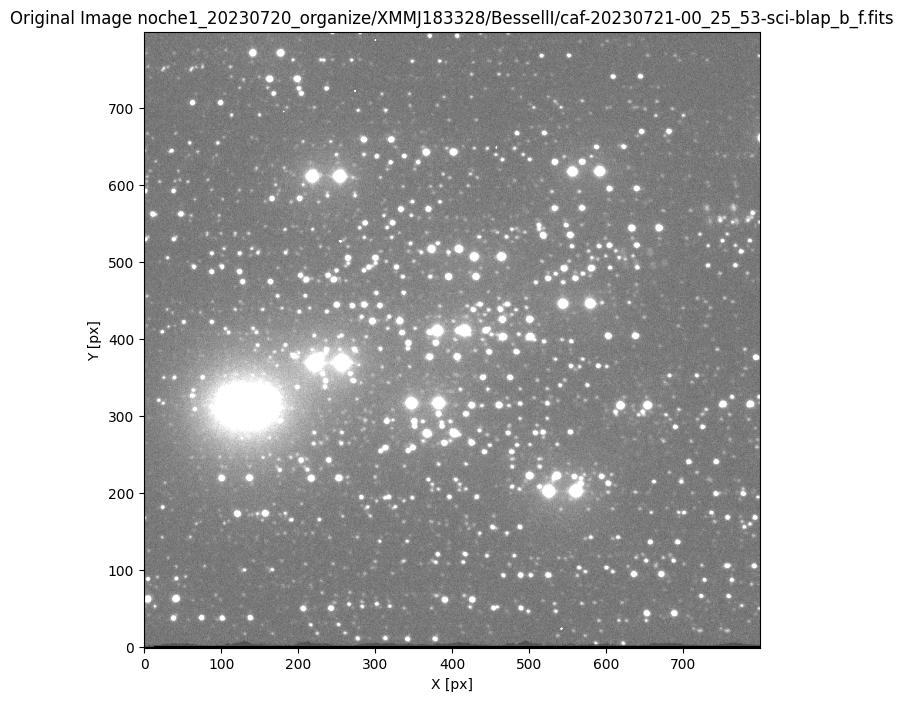 Original Image noche1_20230720_organize/XMMJ183328/BessellI/caf-20230721-00_25_53-sci-blap_b_f.fits
700
600
500
400
300
200
100
0
0 100 200 300 400 500 600 700
X [px]
Y [px]